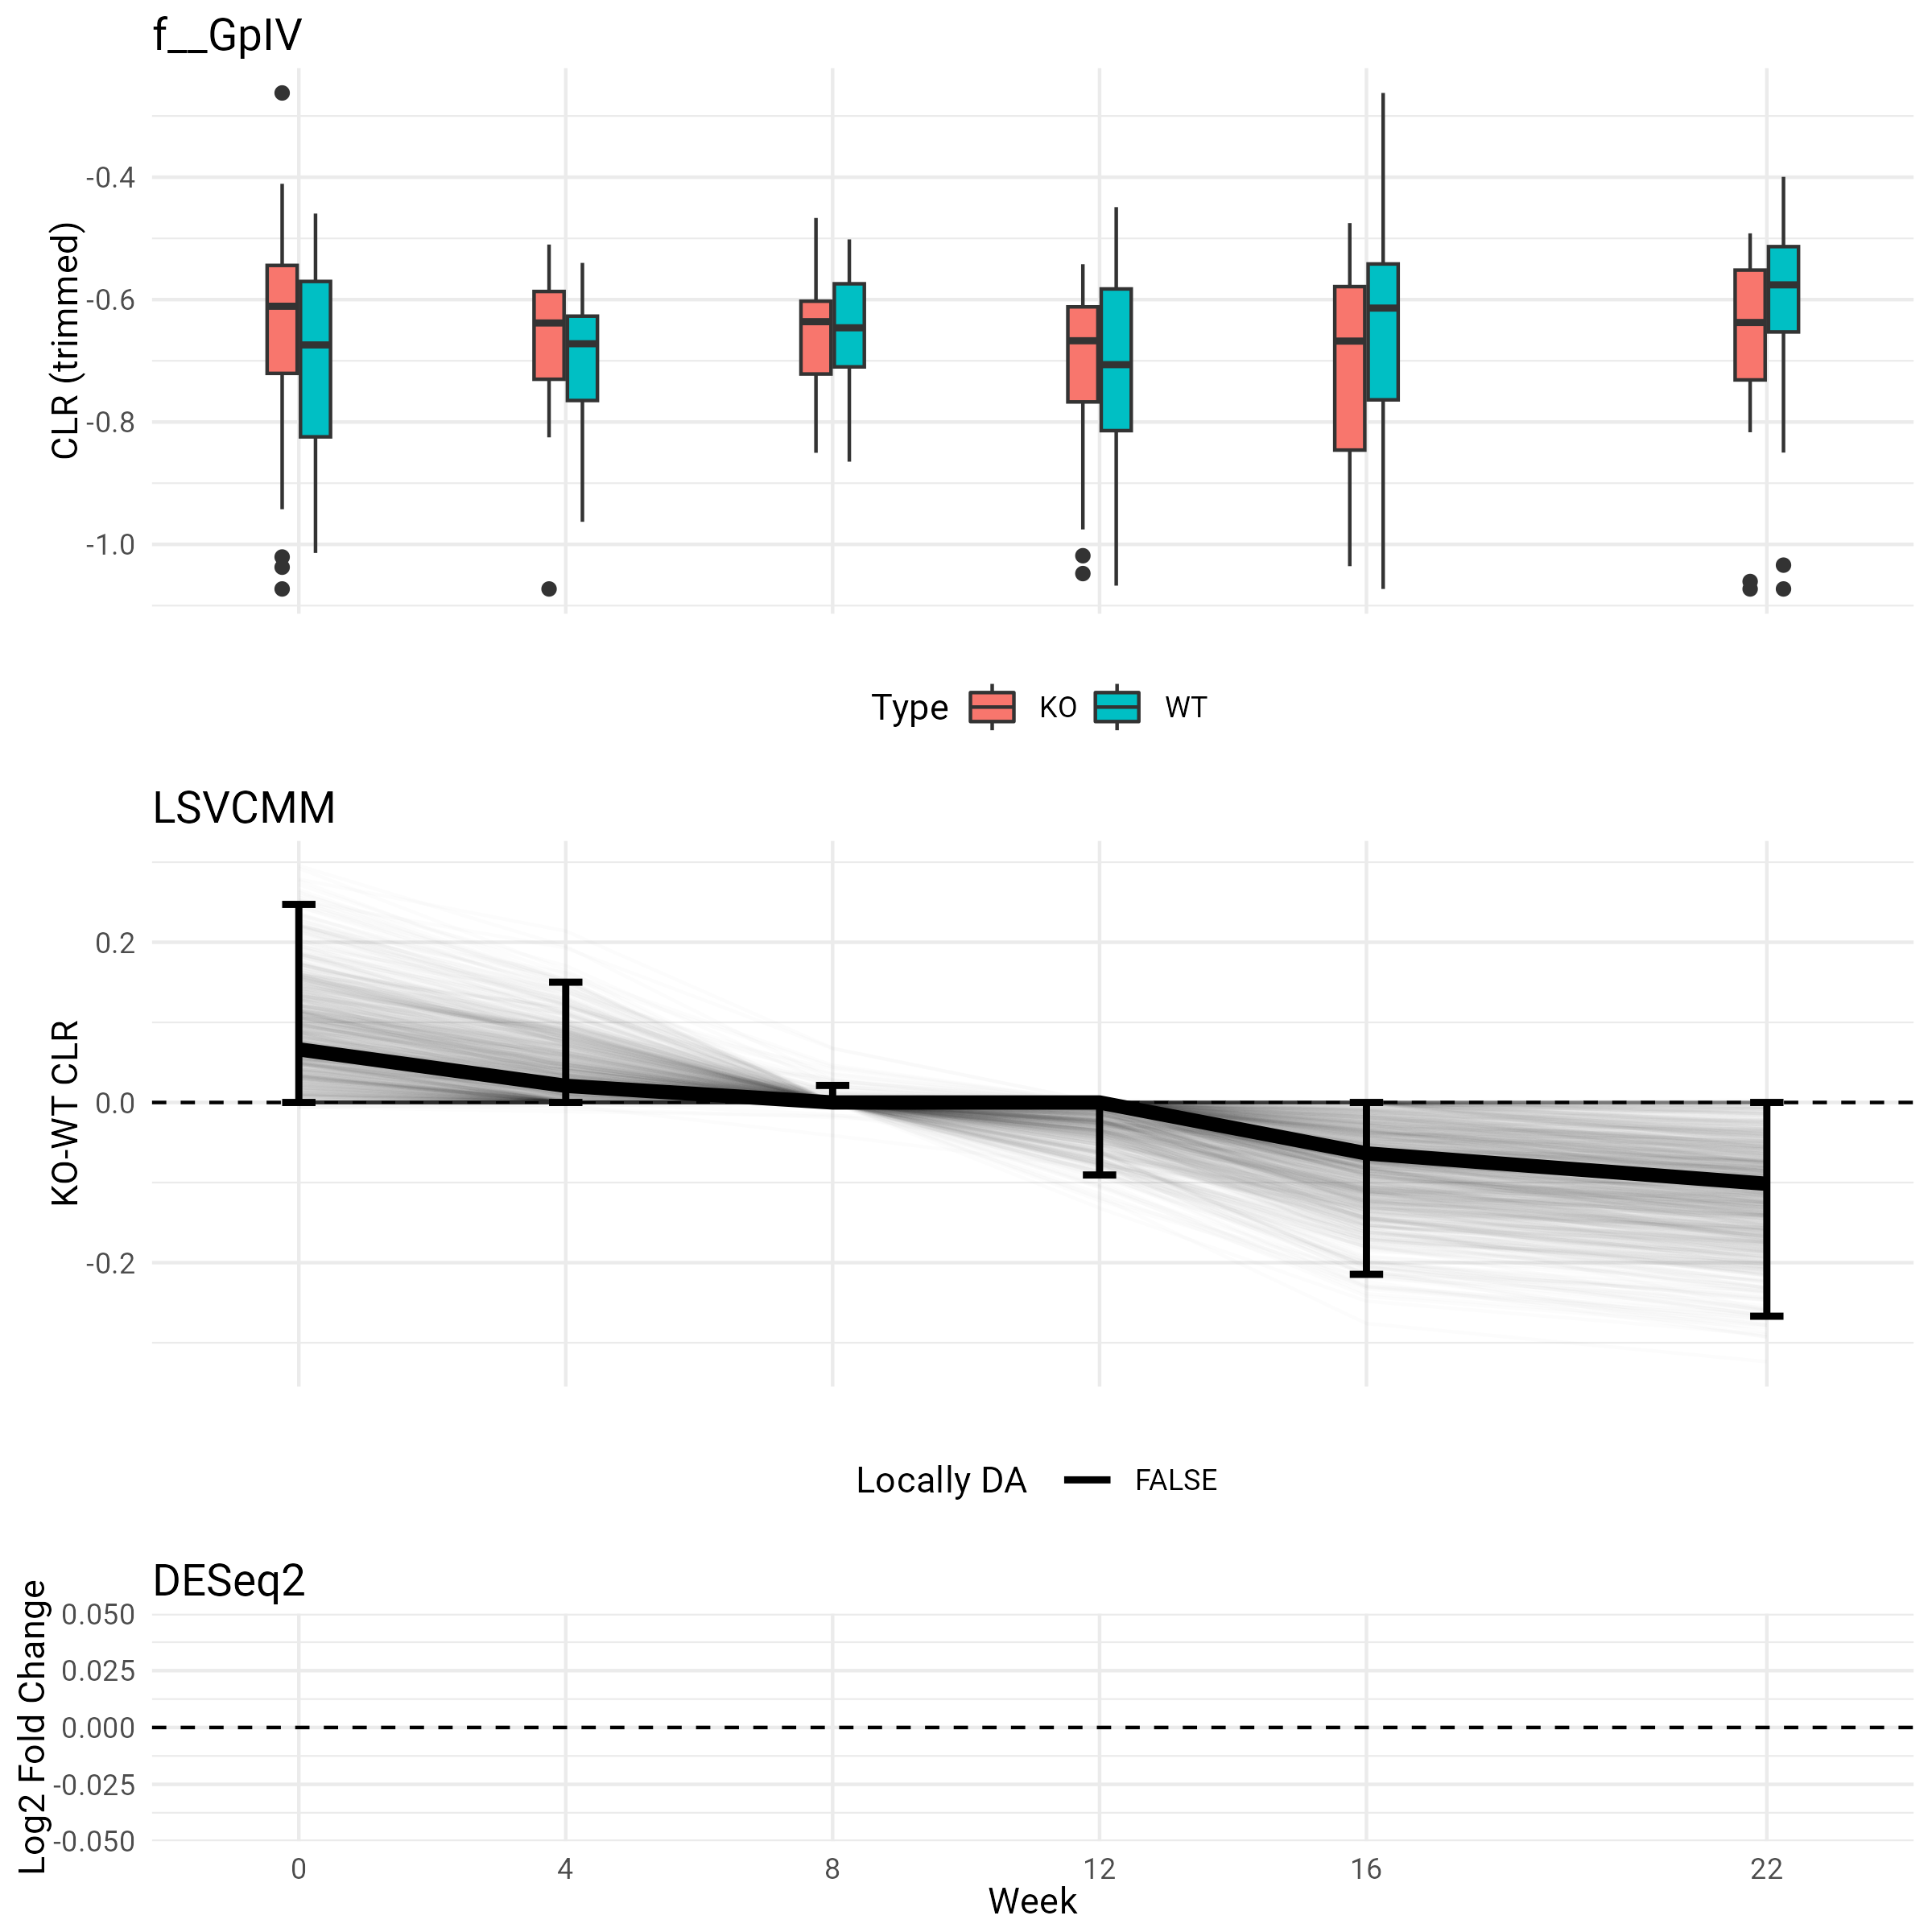 f__GpIV
CLR (trimmed)
-0.4
-0.6
-0.8
-1.0
Type KO WT
LSVCMM
KO-WT CLR
0.2
0.0
-0.2
Locally DA FALSE
DESeq2
Log2 Fold Change
0.050
0.025
0.000
-0.025
-0.050
0 4 8 12 16 22
Week